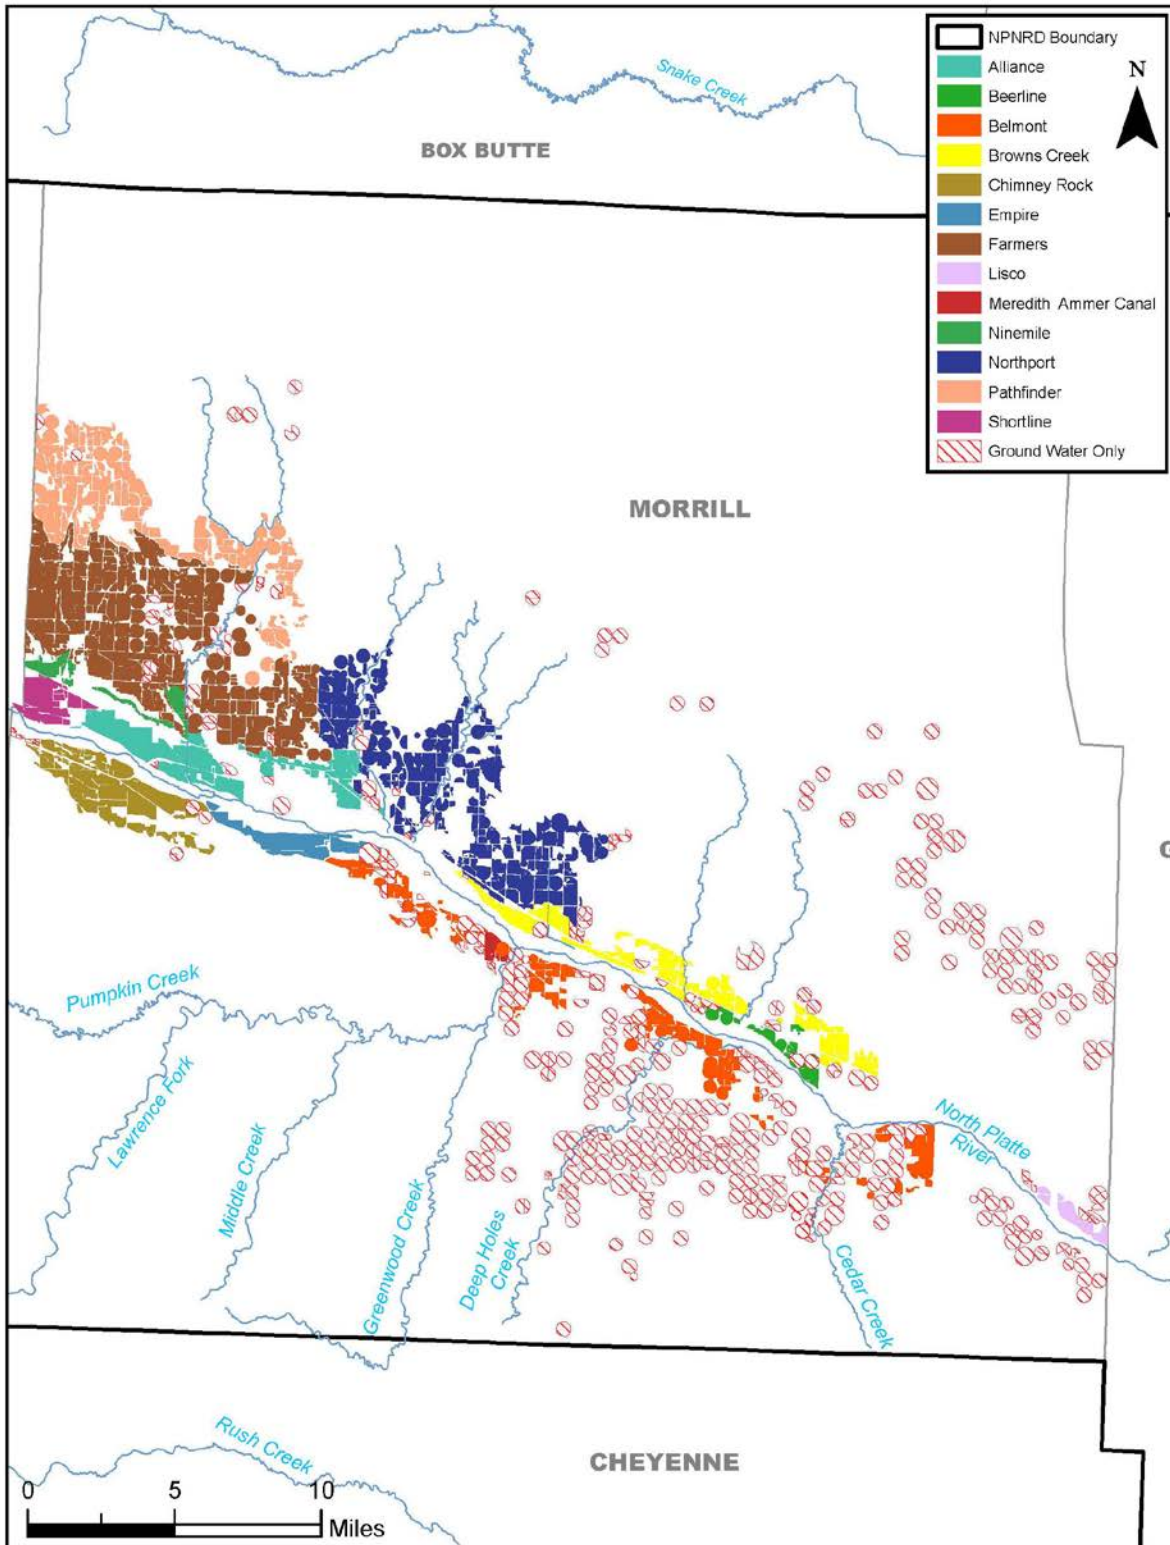 Snake Creek
BOX BUTTE
NPNRD Boundary
Alliance
Beerline
Belmont
Browns Creek
Chimney Rock
Empire
Farmers
Lisco
Meredith Ammer Canal
Ninemile
Northport
Pathfinder
Shortline
Ground Water Only
N
MORRILL
G
Pumpkin Creek
Lawrence Fork
Middle Creek
Greenwood Creek
Deep Holes
Creek
Cedar Creek
North Platte
River
CHEYENNE
Rush Creek
0 5 10
Miles